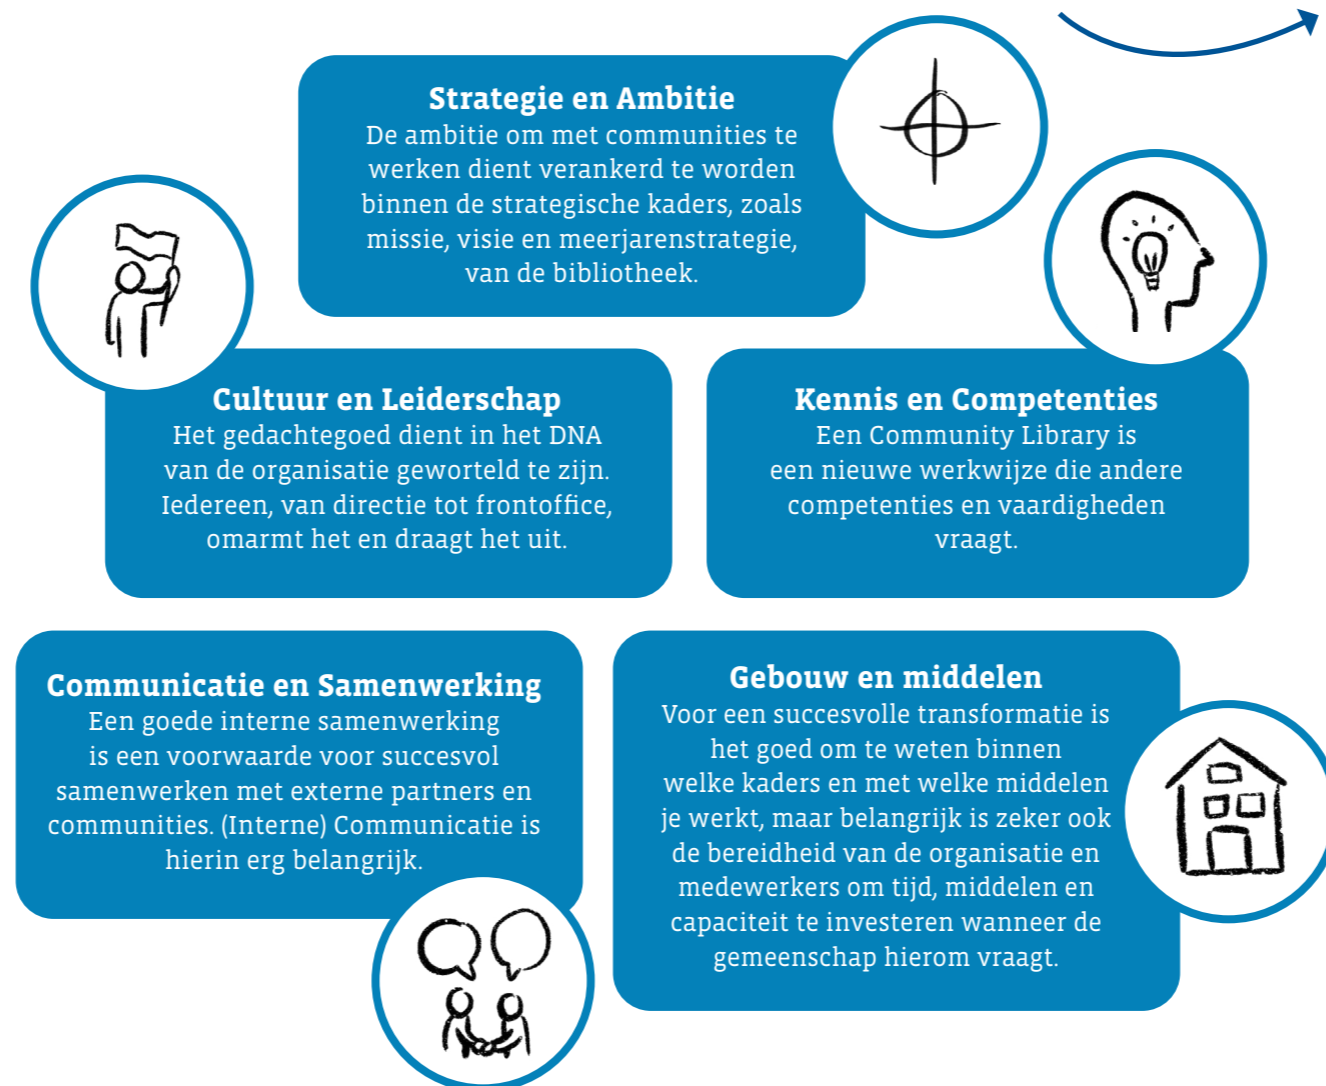 Strategie en Ambitie
De ambitie om met communities te
werken dient verankerd te worden
binnen de strategische kaders, zoals
missie, visie en meerjarenstrategie,
van de bibliotheek.
Cultuur en Leiderschap
Het gedachtegoed dient in het DNA
van de organisatie geworteld te zijn.
Iedereen, van directie tot frontoffice,
omarmt het en draagt het uit.
Kennis en Competenties
Een Community Library is
een nieuwe werkwijze die andere
competenties en vaardigheden
vraagt.
Communicatie en Samenwerking
Een goede interne samenwerking
is een voorwaarde voor succesvol
samenwerken met externe partners en
communities. (Interne) Communicatie is
hierin erg belangrijk.
Gebouw en middelen
Voor een succesvolle transformatie is
het goed om te weten binnen
welke kaders en met welke middelen
je werkt, maar belangrijk is zeker ook
de bereidheid van de organisatie en
medewerkers om tijd, middelen en
capaciteit te investeren wanneer de
gemeenschap hierom vraagt.